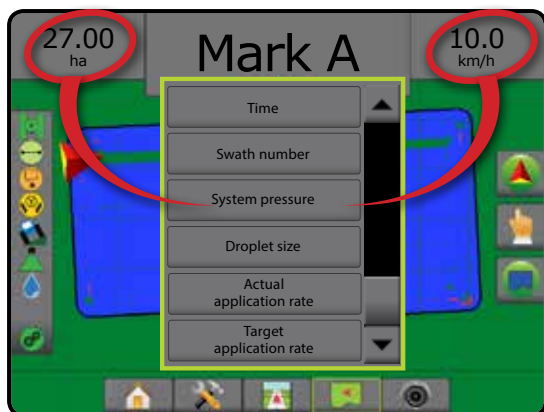 27.00
ha
Mark A
10.0
km/h
Time
Swath number
System pressure
Droplet size
Actual
application rate
Target
application rate